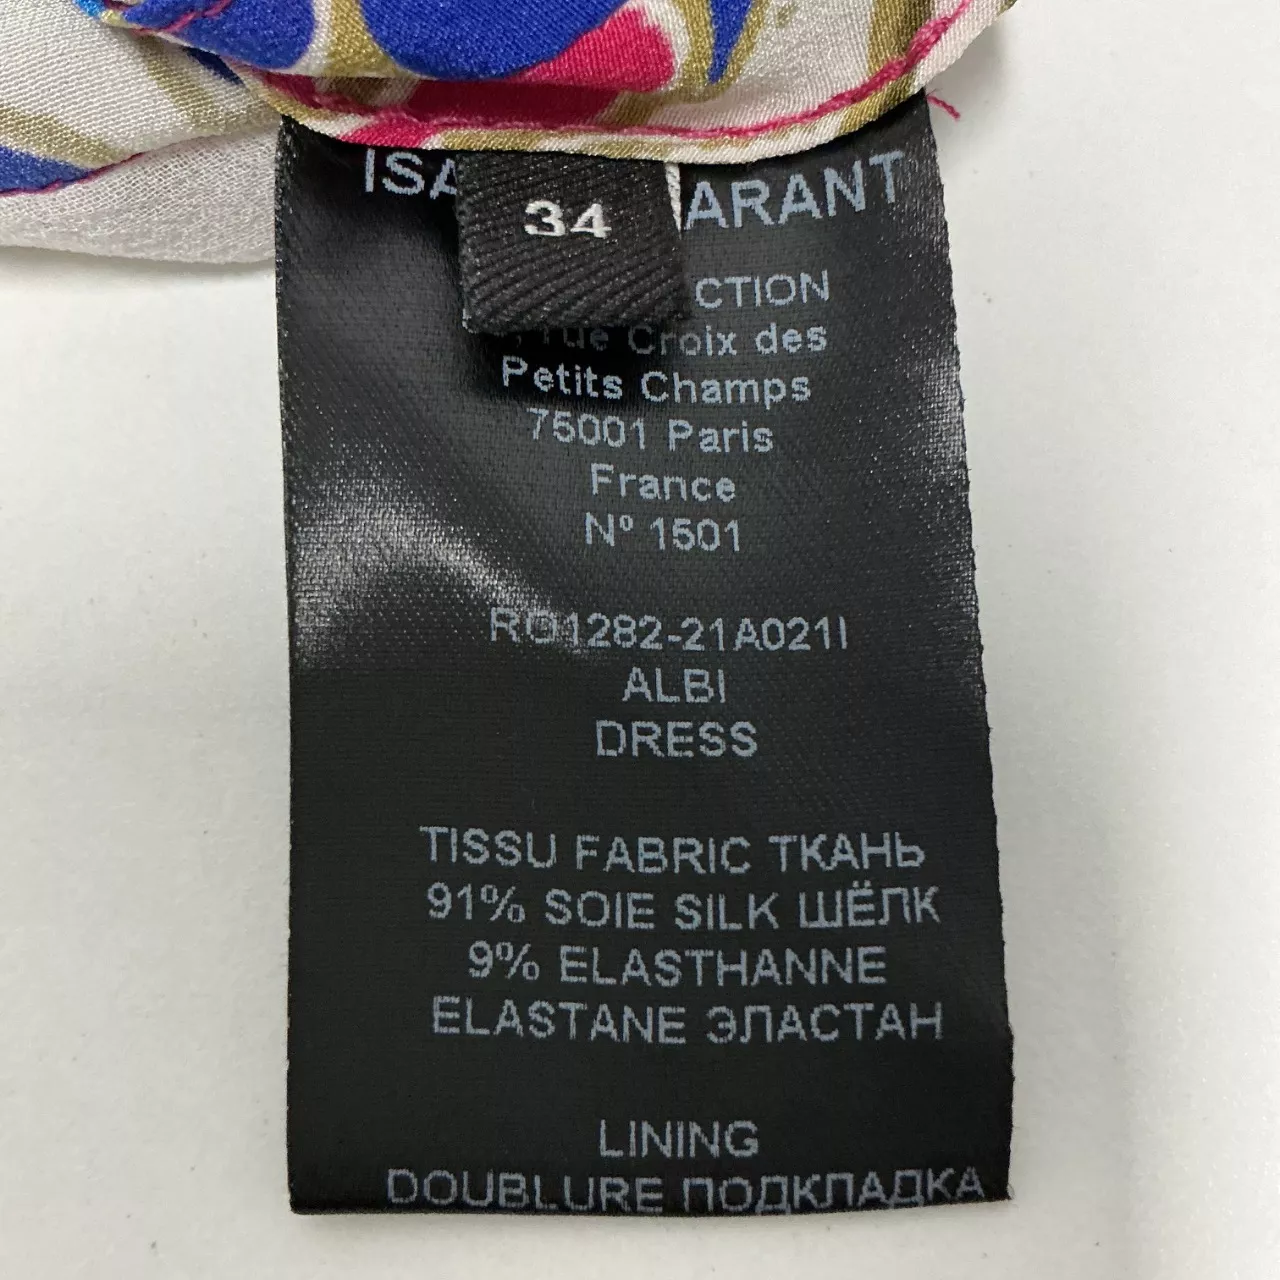 ISA ARANT
34
CTION
rue Croix des
Petits Champs
75001 Paris
France
Nº 1501
RO1282-21A021I
ALBI
DRESS
TISSU FABRIC ТКАНЬ
91% SOIE SILK ШЁЛК
9% ELASTHANNE
ELASTANE ЭЛАСТАН
LINING
DOUBLURE ПОДКЛАДКА